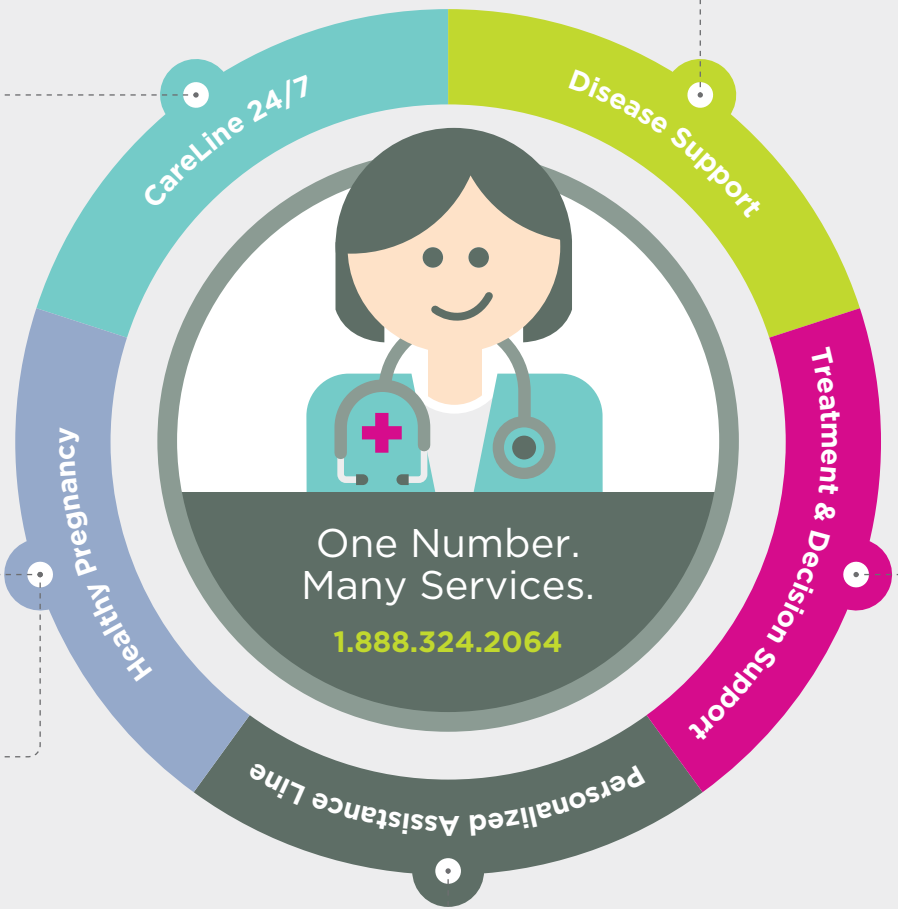 CareLine 24/7
Disease Support
Treatment & Decision Support
Personalized Assistance Line
Healthy Pregnancy
One Number.
Many Services.
1.888.324.2064